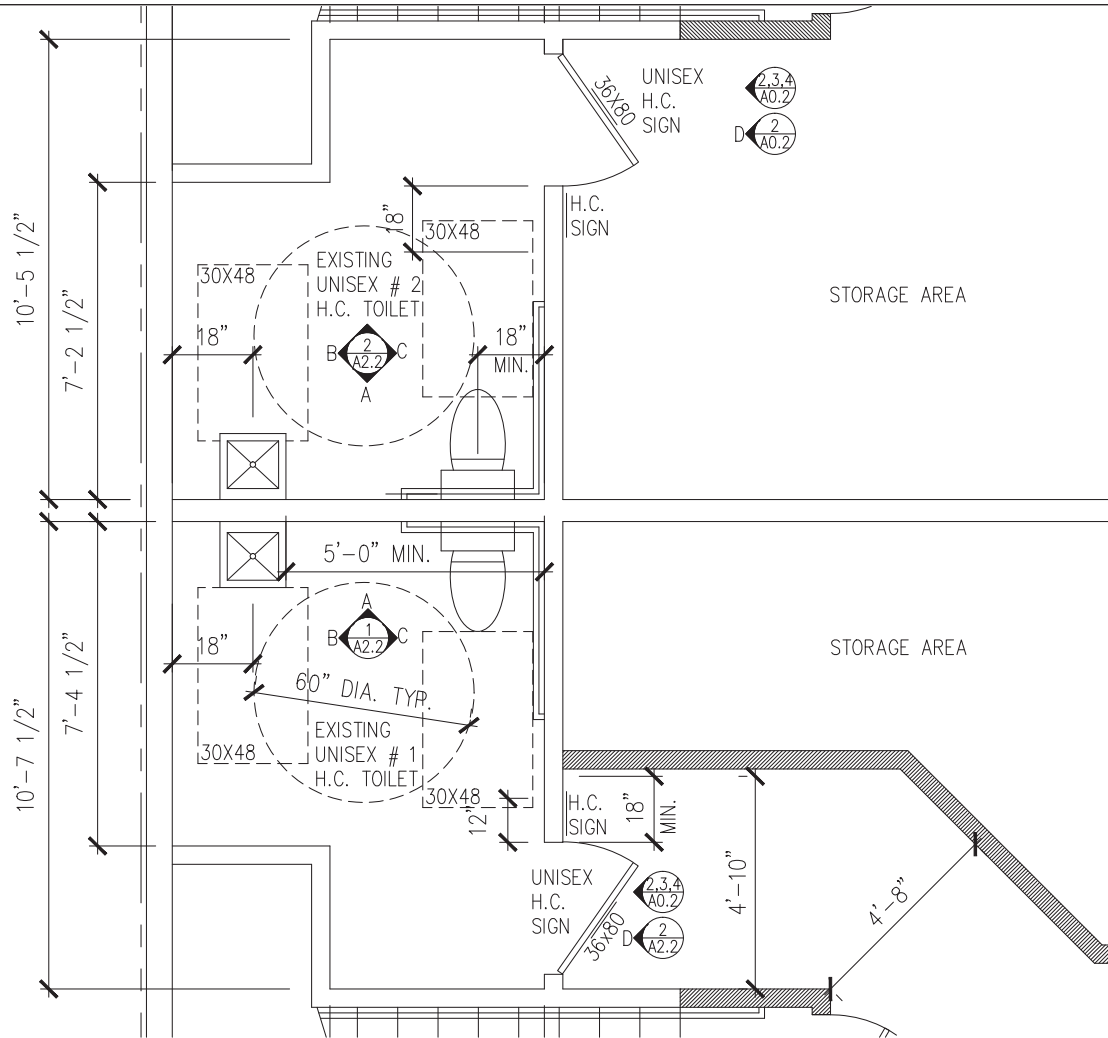 UNISEX
H.C.
SIGN
36X80
2,3,4
A0.2
D
2
A0.2
H.C.
SIGN
10'-5 1/2"
7'-2 1/2"
18"
30X48
30X48
EXISTING
UNISEX # 2
H.C. TOILET
STORAGE AREA
18"
18"
MIN.
B
2
A2.2
C
A
5'-0" MIN.
A
B
1
A2.2
C
18"
60" DIA. TYP.
STORAGE AREA
10'-7 1/2"
7'-4 1/2"
EXISTING
UNISEX # 1
H.C. TOILET
30X48
30X48
12"
H.C.
SIGN
18"
MIN.
UNISEX
H.C.
SIGN
36X80
2,3,4
A0.2
D
2
A2.2
4'-10"
4'-8"